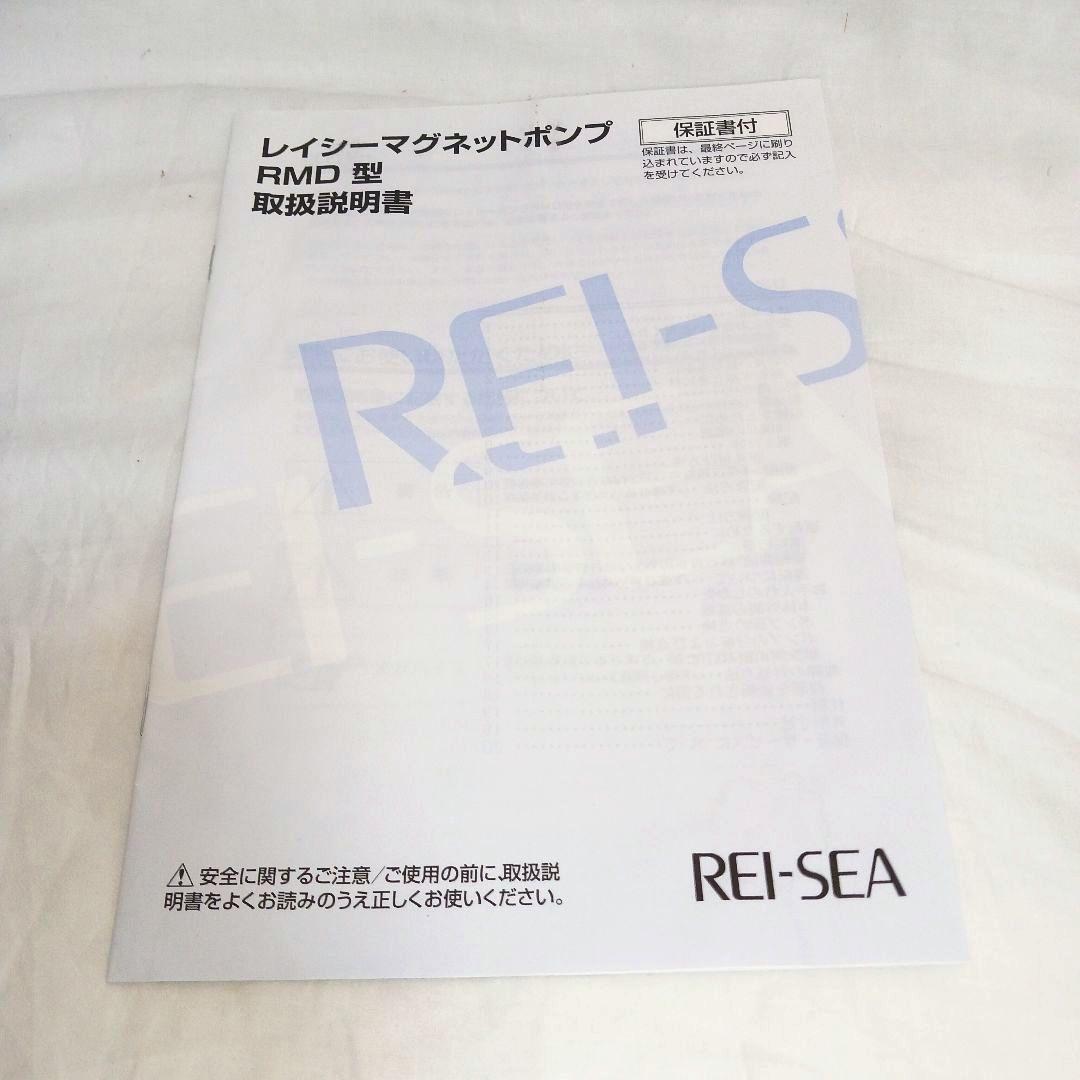 レイシーマグネットポンプ
RMD 型
取扱説明書
保証書付
保証書は、最終ページに刷り
込まれていますので必ず記入
を受けてください。
REI-S
EI-SEA
⚠ 安全に関するご注意/ご使用の前に、取扱説
明書をよくお読みのうえ正しくお使いください。
REI-SEA